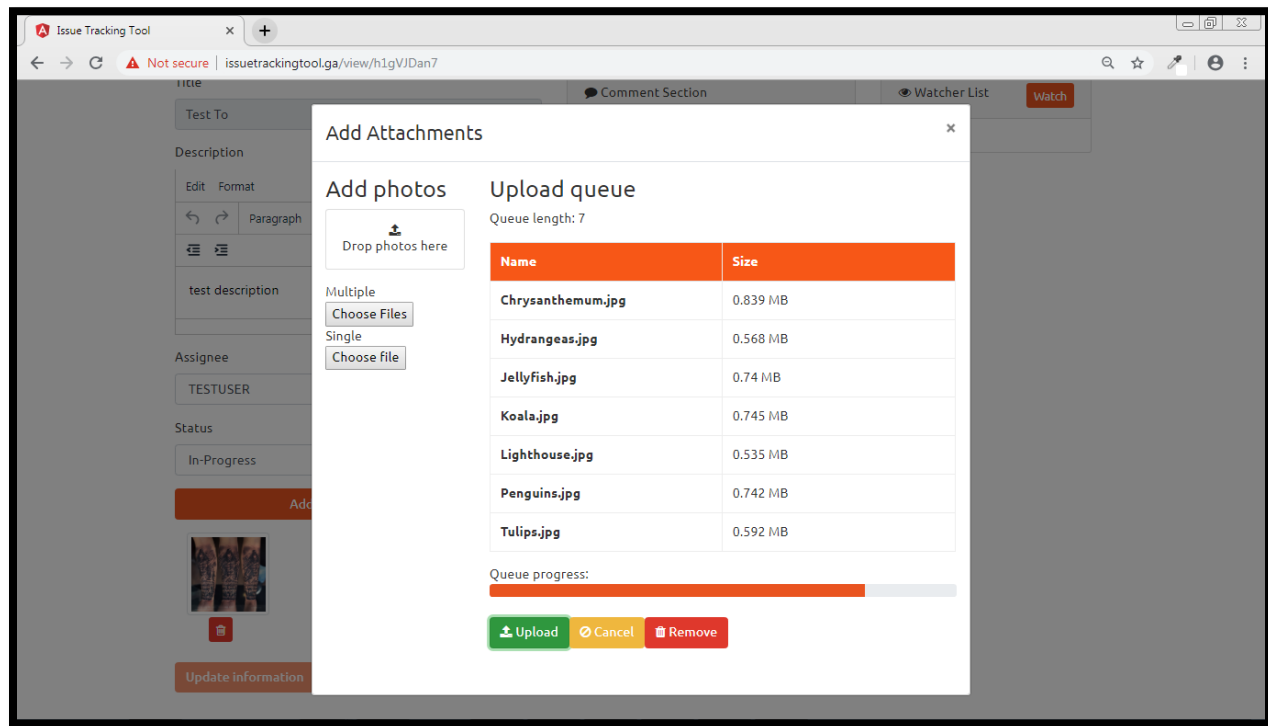 Issue Tracking Tool
Not secure | issuetrackingtool.ga/view/h1gVJDan7
Title
Comment Section
Watcher List
Watch
Test To
Description
Edit Format
Paragraph
test description
Assignee
TESTUSER
Status
In-Progress
Add
Update information
Add Attachments
×
Add photos
Drop photos here
Multiple
Choose Files
Single
Choose file
Upload queue
Queue length: 7
Name Size
Chrysanthemum.jpg 0.839 MB
Hydrangeas.jpg 0.568 MB
Jellyfish.jpg 0.74 MB
Koala.jpg 0.745 MB
Lighthouse.jpg 0.535 MB
Penguins.jpg 0.742 MB
Tulips.jpg 0.592 MB
Queue progress:
Upload Cancel Remove